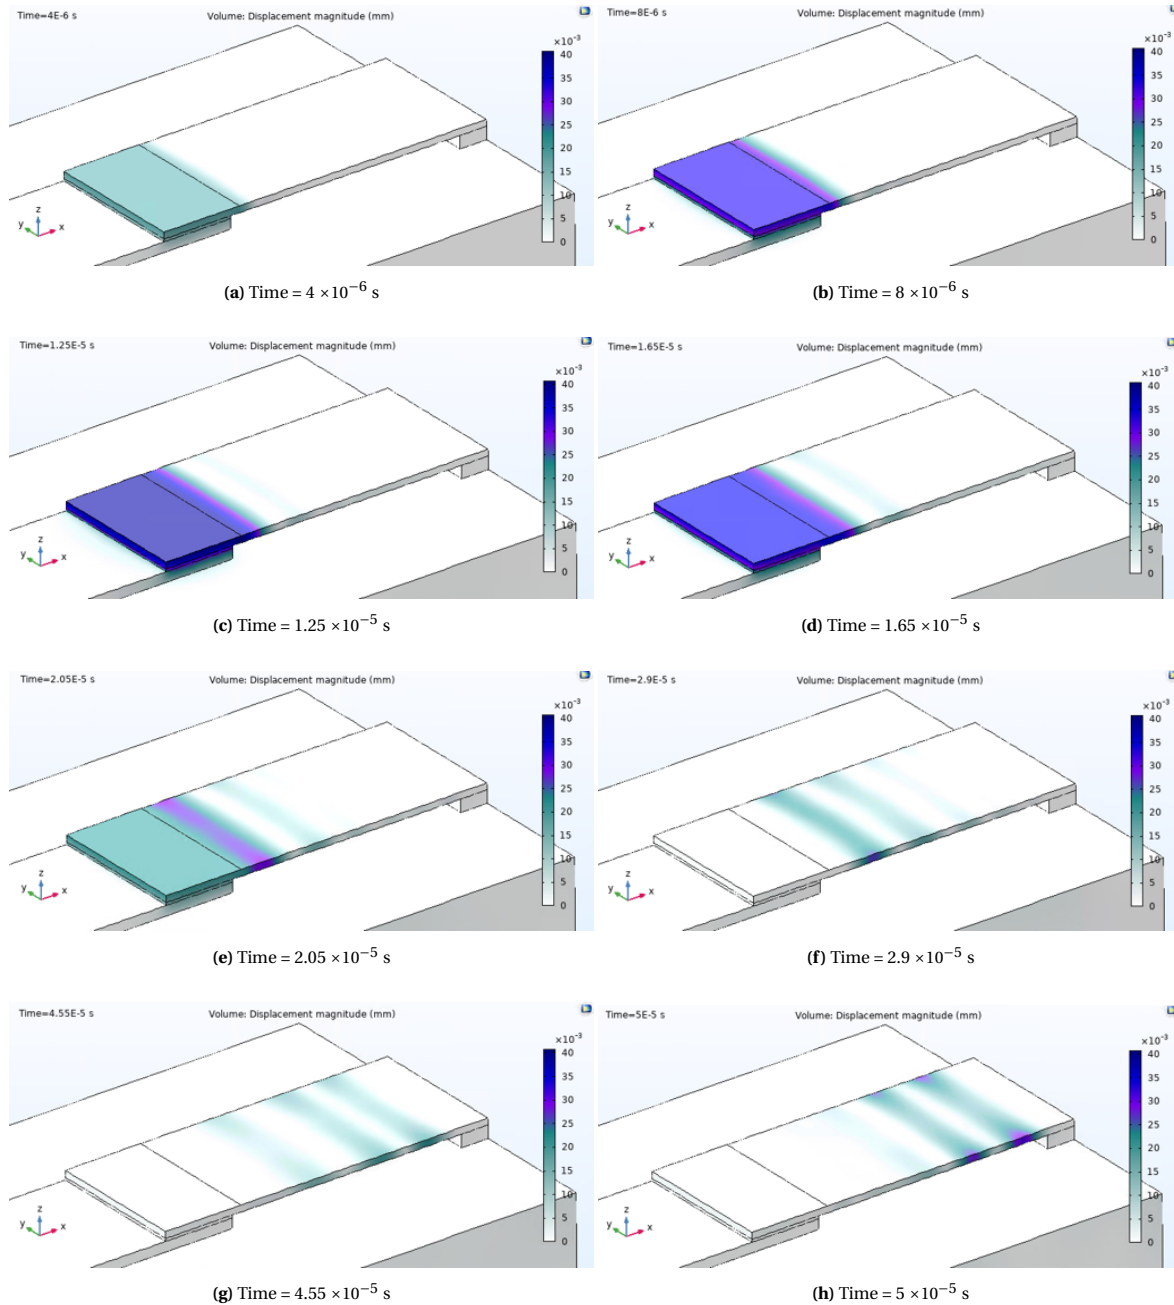 Time=4E-6 s
Volume: Displacement magnitude (mm)
×10⁻³
40
35
30
25
20
15
10
5
0
z
y
x
(a) Time = 4 ×10⁻⁶ s
Time=8E-6 s
Volume: Displacement magnitude (mm)
×10⁻³
40
35
30
25
20
15
10
5
0
z
y
x
(b) Time = 8 ×10⁻⁶ s
Time=1.25E-5 s
Volume: Displacement magnitude (mm)
×10⁻³
40
35
30
25
20
15
10
5
0
z
y
x
(c) Time = 1.25 ×10⁻⁵ s
Time=1.65E-5 s
Volume: Displacement magnitude (mm)
×10⁻³
40
35
30
25
20
15
10
5
0
z
y
x
(d) Time = 1.65 ×10⁻⁵ s
Time=2.05E-5 s
Volume: Displacement magnitude (mm)
×10⁻³
40
35
30
25
20
15
10
5
0
z
y
x
(e) Time = 2.05 ×10⁻⁵ s
Time=2.9E-5 s
Volume: Displacement magnitude (mm)
×10⁻³
40
35
30
25
20
15
10
5
0
z
y
x
(f) Time = 2.9 ×10⁻⁵ s
Time=4.55E-5 s
Volume: Displacement magnitude (mm)
×10⁻³
40
35
30
25
20
15
10
5
0
z
y
x
(g) Time = 4.55 ×10⁻⁵ s
Time=5E-5 s
Volume: Displacement magnitude (mm)
×10⁻³
40
35
30
25
20
15
10
5
0
z
y
x
(h) Time = 5 ×10⁻⁵ s